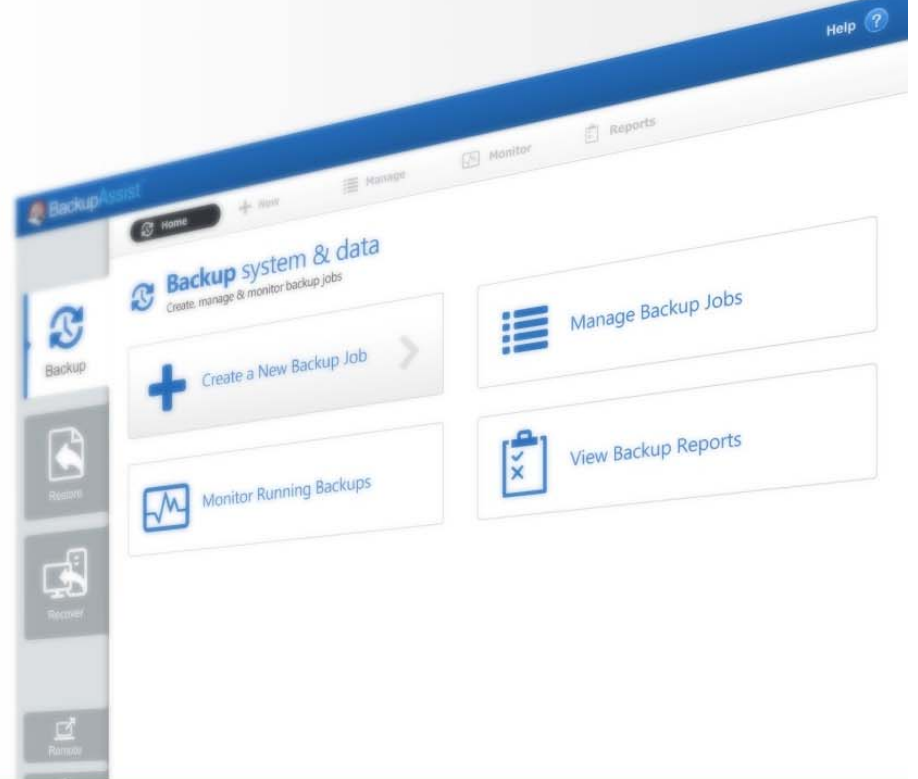 Help ?
BackupAssist
Home
New
Manage
Monitor
Reports
Backup system & data
Create, manage & monitor backup jobs
Backup
Create a New Backup Job
Manage Backup Jobs
Restore
Monitor Running Backups
View Backup Reports
Recover
Remote